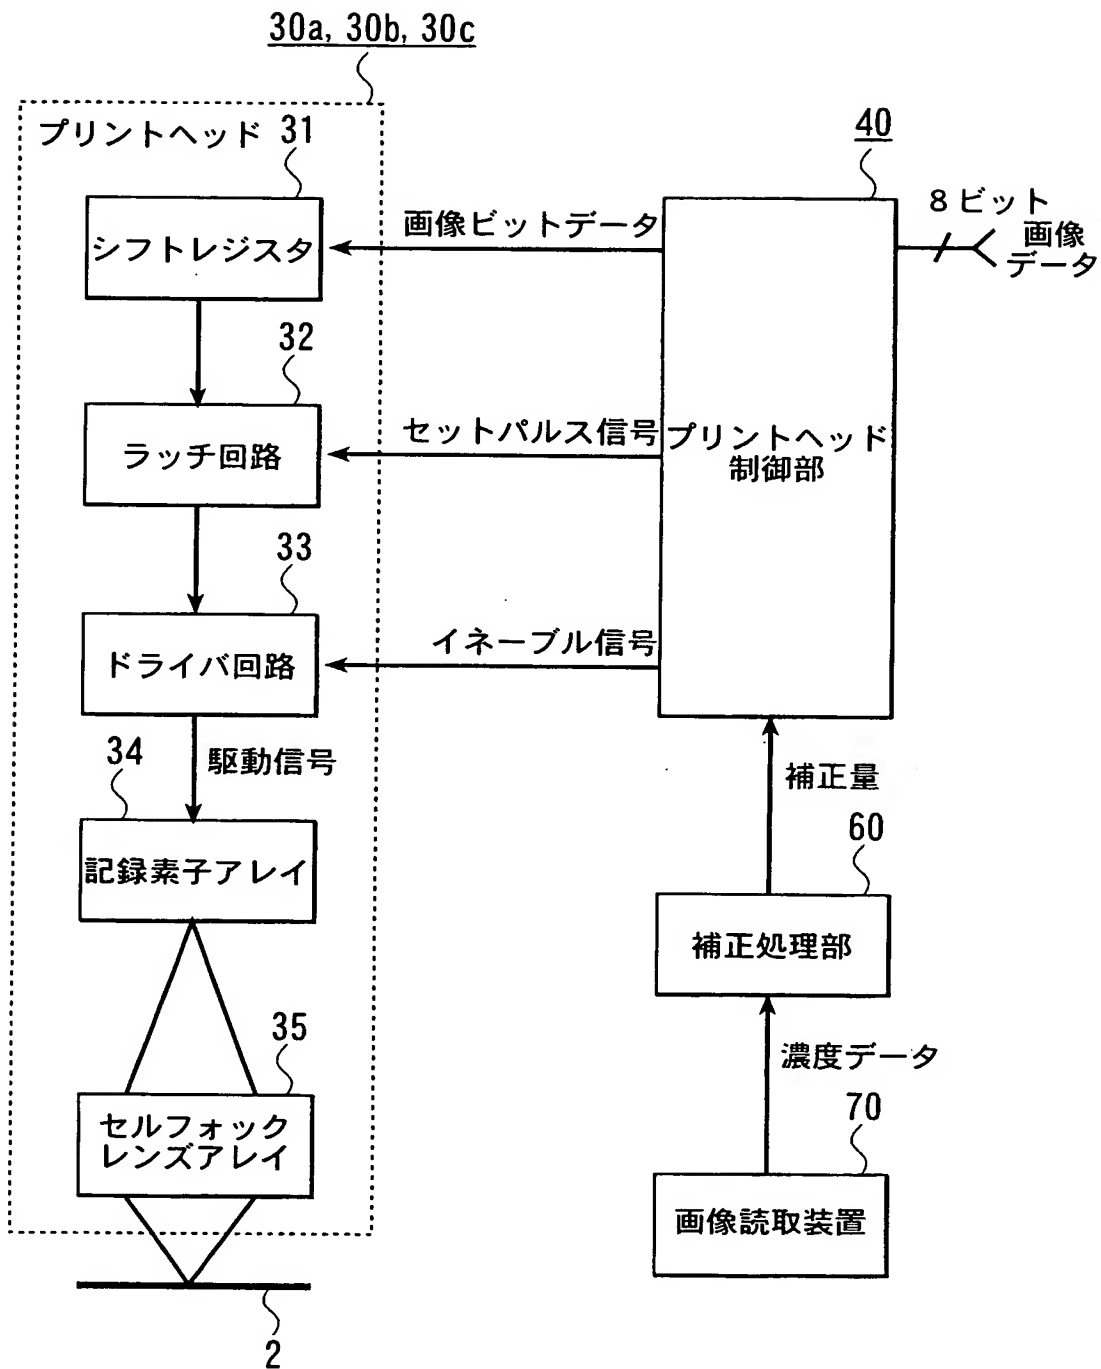 30a, 30b, 30c
プリントヘッド 31
シフトレジスタ
画像ビットデータ
40
8ビット
画像
データ
32
ラッチ回路
セットパルス信号
プリントヘッド
制御部
33
ドライバ回路
イネーブル信号
34
駆動信号
補正量
記録素子アレイ
60
補正処理部
35
濃度データ
セルフォック
レンズアレイ
70
画像読取装置
2